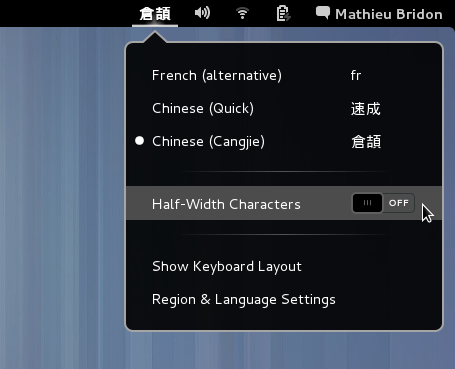 倉頡 Mathieu Bridon
French (alternative) fr
Chinese (Quick) 速成
Chinese (Cangjie) 倉頡
Half-Width Characters OFF
Show Keyboard Layout
Region & Language Settings